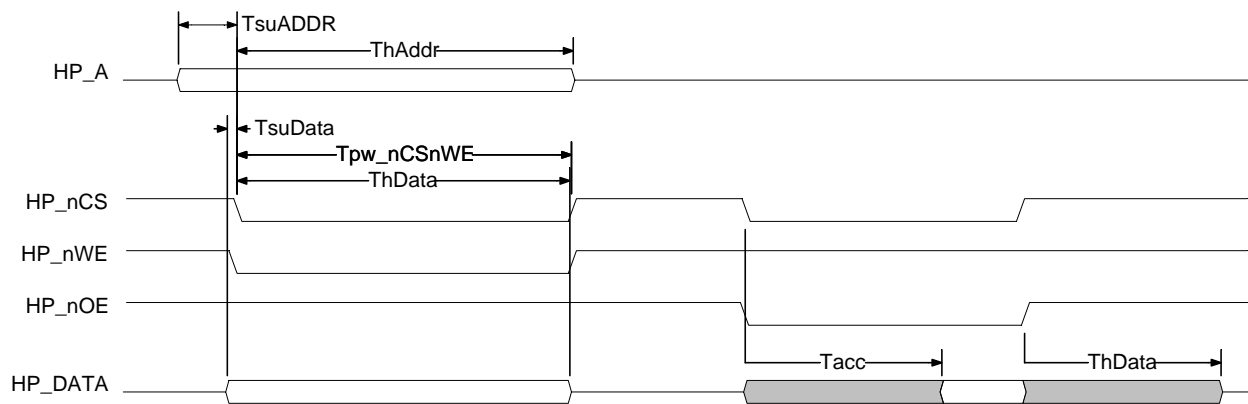 TsuADDR
ThAddr
HP_A
TsuData
Tpw_nCSnWE
ThData
HP_nCS
HP_nWE
HP_nOE
Tacc
ThData
HP_DATA